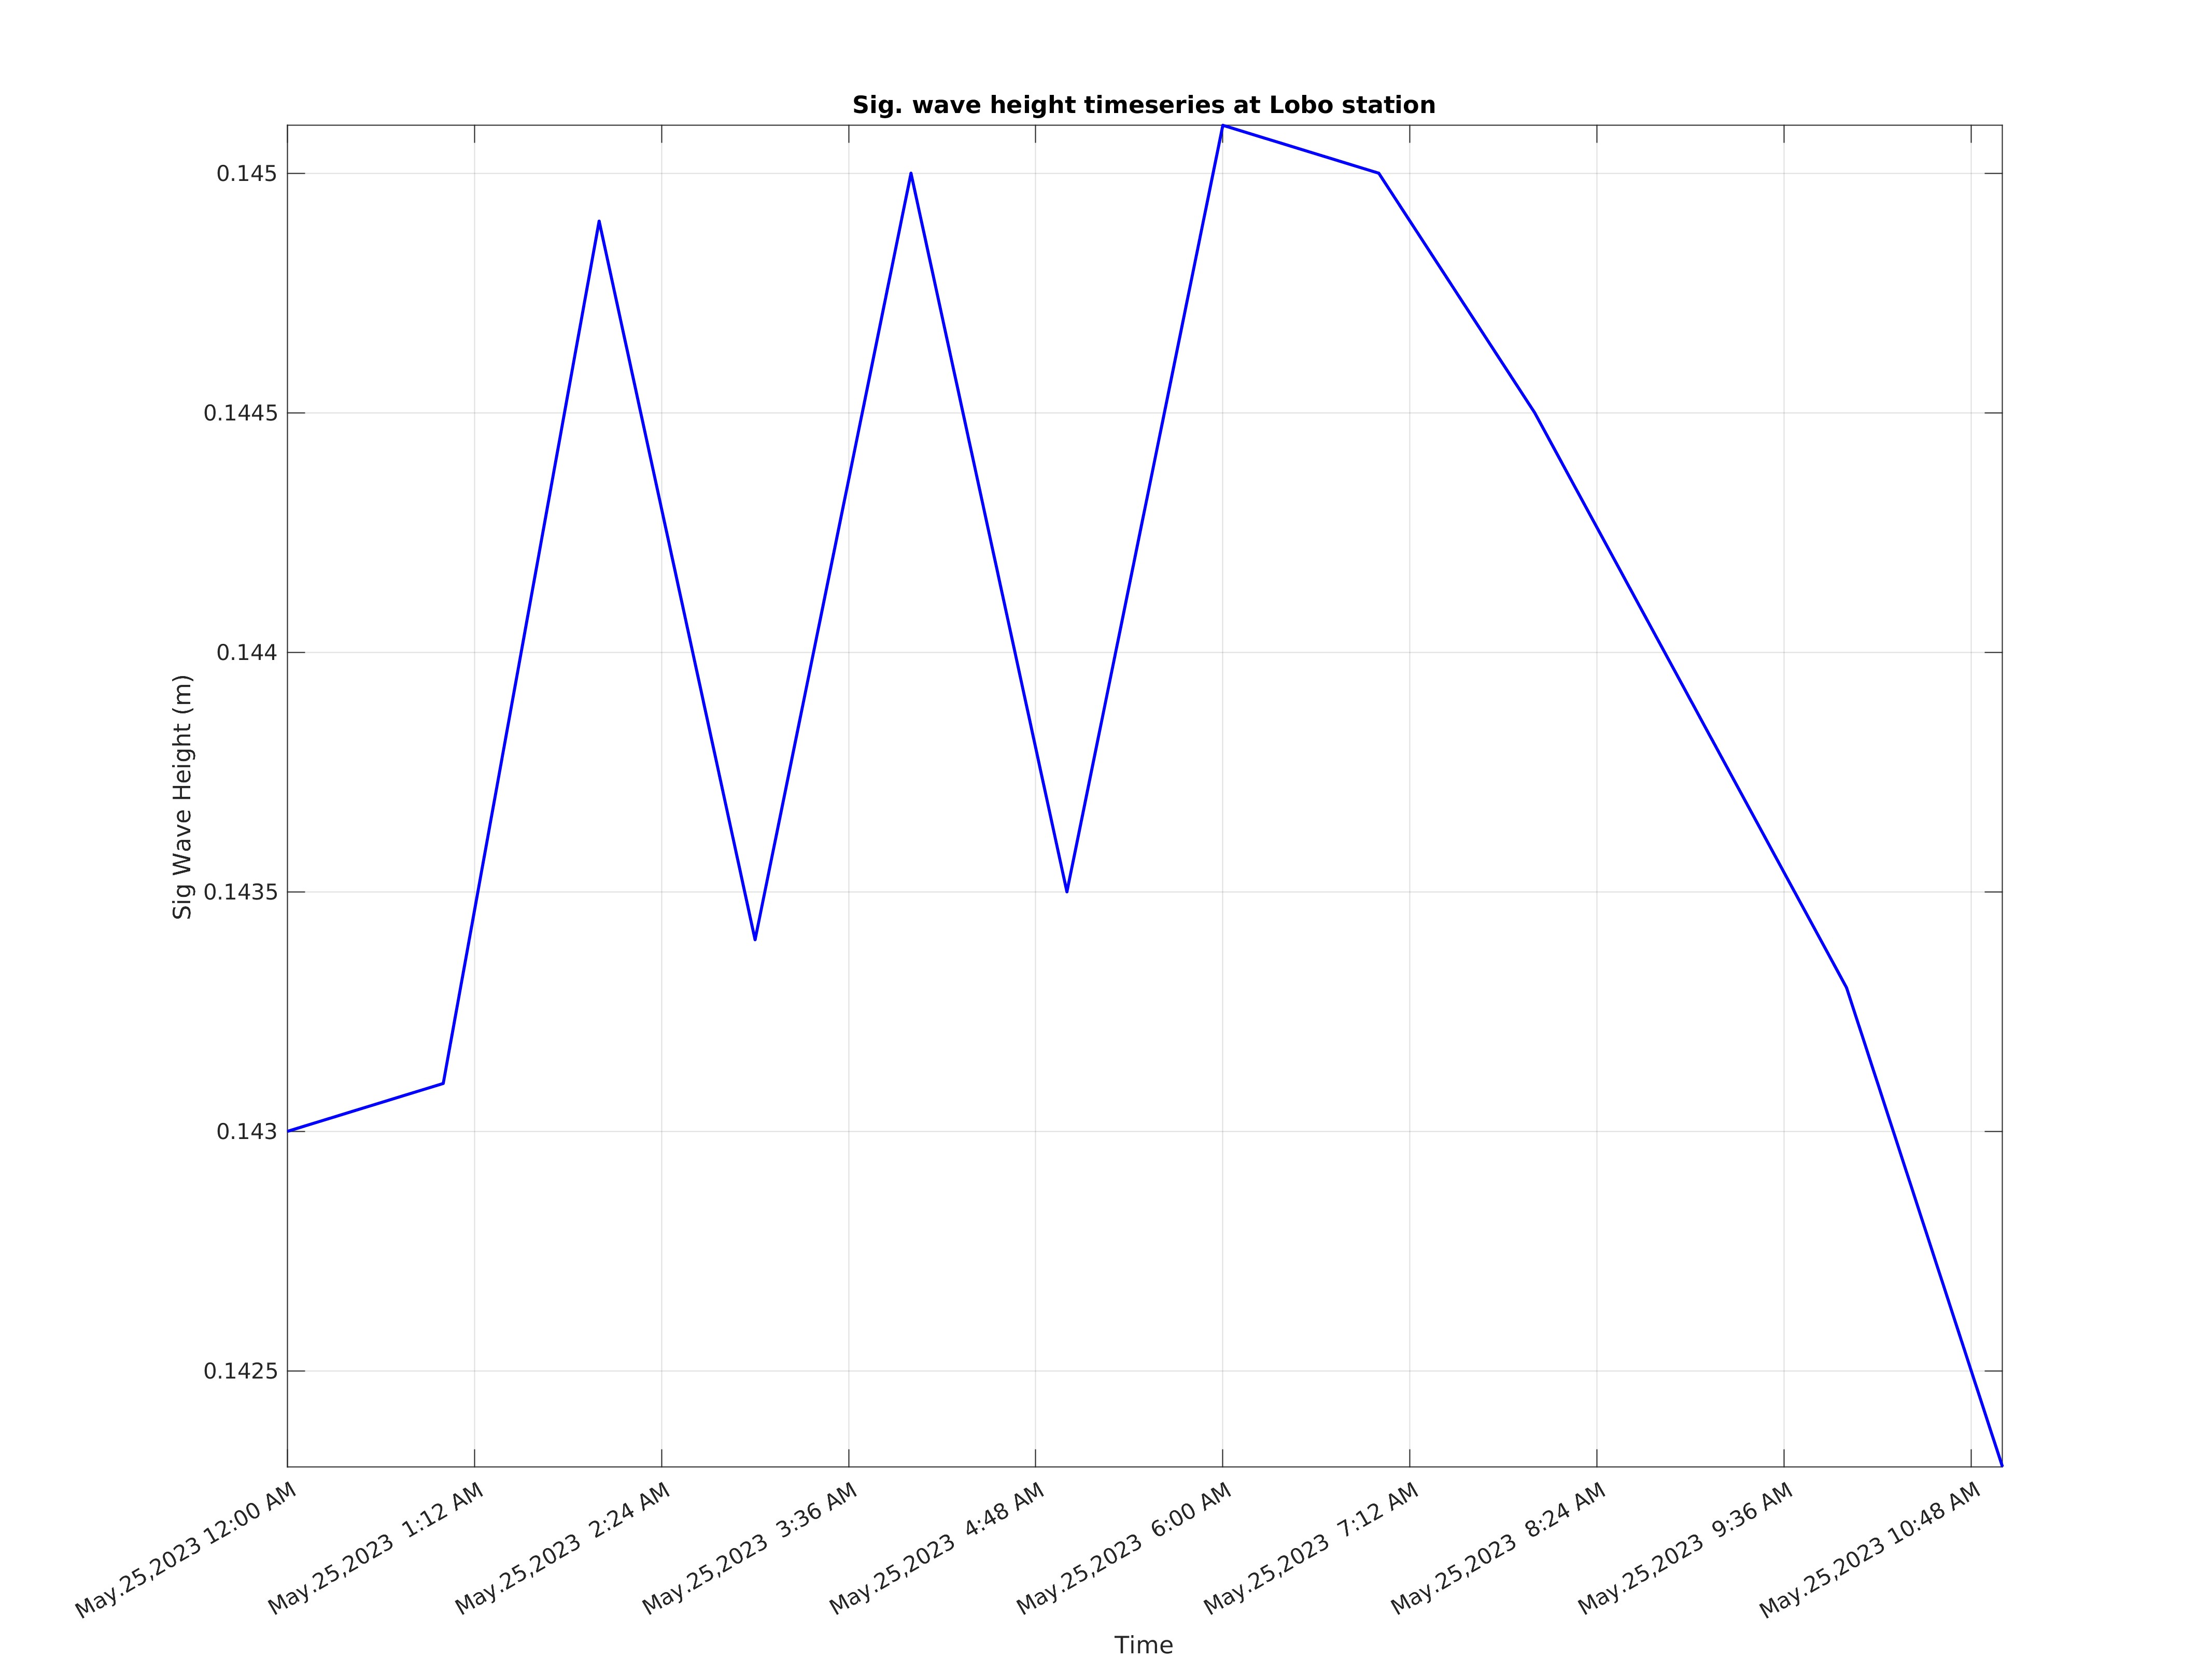 Sig. wave height timeseries at Lobo station
0.145
0.1445
0.144
0.1435
0.143
0.1425
Sig Wave Height (m)
May.25,2023 12:00 AM
May.25,2023  1:12 AM
May.25,2023  2:24 AM
May.25,2023  3:36 AM
May.25,2023  4:48 AM
May.25,2023  6:00 AM
May.25,2023  7:12 AM
May.25,2023  8:24 AM
May.25,2023  9:36 AM
May.25,2023 10:48 AM
Time